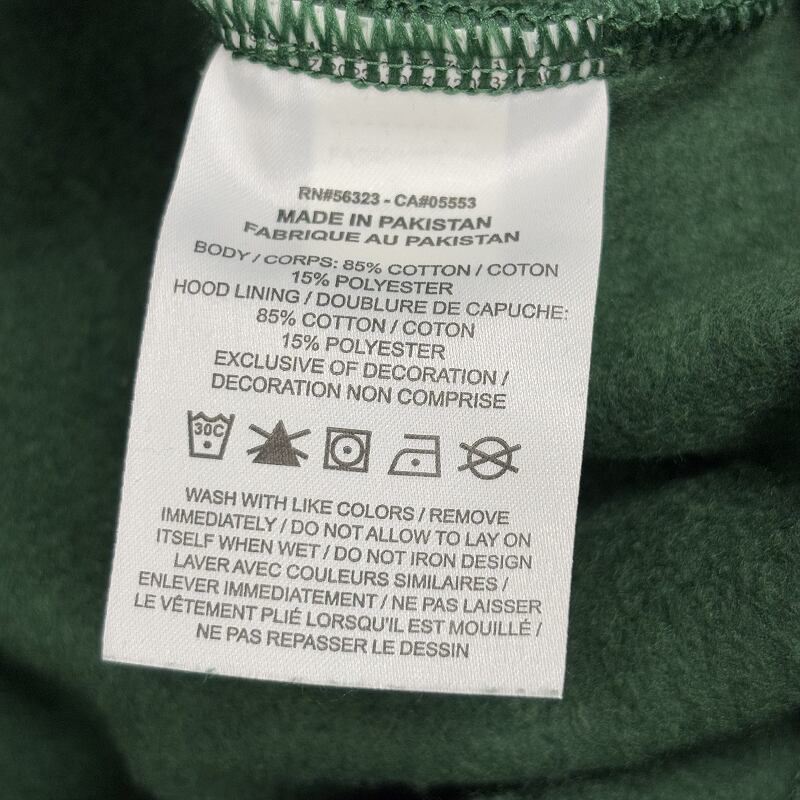 RN#56323 - CA#05553
MADE IN PAKISTAN
FABRIQUE AU PAKISTAN
BODY / CORPS: 85% COTTON / COTON
15% POLYESTER
HOOD LINING / DOUBLURE DE CAPUCHE:
85% COTTON / COTON
15% POLYESTER
EXCLUSIVE OF DECORATION /
DECORATION NON COMPRISE
30C
WASH WITH LIKE COLORS / REMOVE
IMMEDIATELY / DO NOT ALLOW TO LAY ON
ITSELF WHEN WET / DO NOT IRON DESIGN
LAVER AVEC COULEURS SIMILAIRES /
ENLEVER IMMEDIATEMENT / NE PAS LAISSER
LE VÊTEMENT PLIÉ LORSQU'IL EST MOUILLÉ /
NE PAS REPASSER LE DESSIN